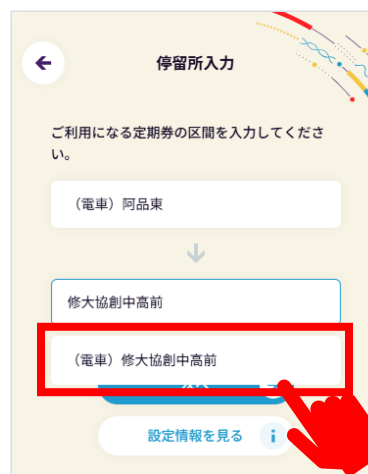 停留所入力
ご利用になる定期券の区間を入力してくださ
い。
（電車）阿品東
修大協創中高前
（電車）修大協創中高前
設定情報を見る